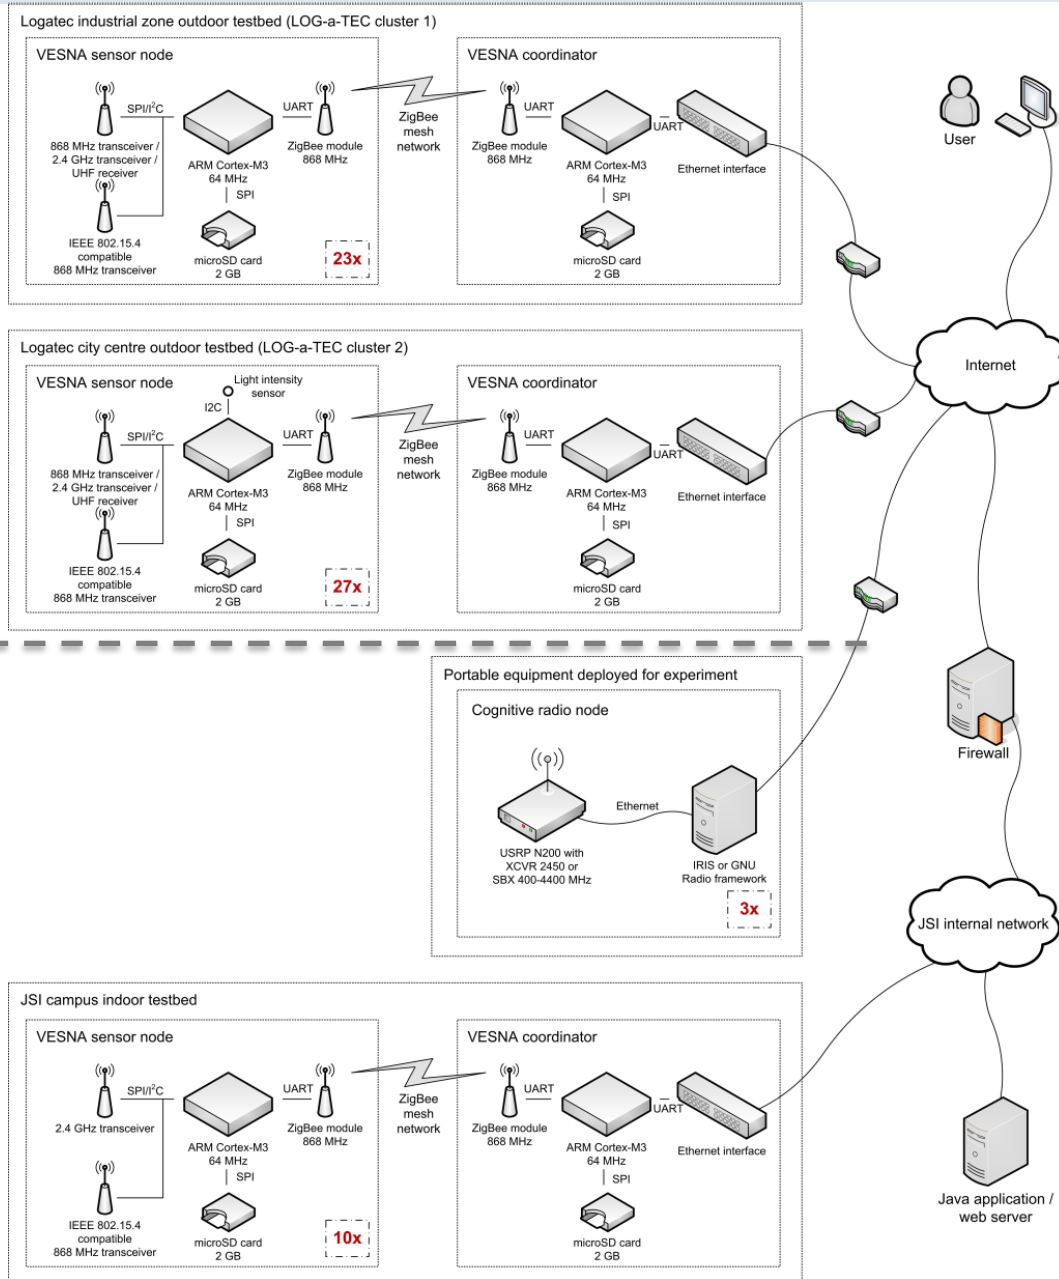 Logatec industrial zone outdoor testbed (LOG-a-TEC cluster 1)
VESNA sensor node
SPI/I²C
UART
868 MHz transceiver /
2.4 GHz transceiver /
UHF receiver
ARM Cortex-M3
64 MHz
ZigBee module
868 MHz
SPI
IEEE 802.15.4
compatible
868 MHz transceiver
microSD card
2 GB
23x
ZigBee
mesh
network
VESNA coordinator
UART
UART
ZigBee module
868 MHz
ARM Cortex-M3
64 MHz
Ethernet interface
SPI
microSD card
2 GB
User
Internet
Logatec city centre outdoor testbed (LOG-a-TEC cluster 2)
VESNA sensor node
Light intensity
sensor
I2C
SPI/I²C
UART
868 MHz transceiver /
2.4 GHz transceiver /
UHF receiver
ARM Cortex-M3
64 MHz
ZigBee module
868 MHz
SPI
IEEE 802.15.4
compatible
868 MHz transceiver
microSD card
2 GB
27x
ZigBee
mesh
network
VESNA coordinator
UART
UART
ZigBee module
868 MHz
ARM Cortex-M3
64 MHz
Ethernet interface
SPI
microSD card
2 GB
Portable equipment deployed for experiment
Cognitive radio node
Ethernet
USRP N200 with
XCVR 2450 or
SBX 400-4400 MHz
IRIS or GNU
Radio framework
3x
Firewall
JSI internal network
JSI campus indoor testbed
VESNA sensor node
SPI/I²C
UART
2.4 GHz transceiver
ARM Cortex-M3
64 MHz
ZigBee module
868 MHz
SPI
IEEE 802.15.4
compatible
868 MHz transceiver
microSD card
2 GB
10x
ZigBee
mesh
network
VESNA coordinator
UART
UART
ZigBee module
868 MHz
ARM Cortex-M3
64 MHz
Ethernet interface
SPI
microSD card
2 GB
Java application /
web server